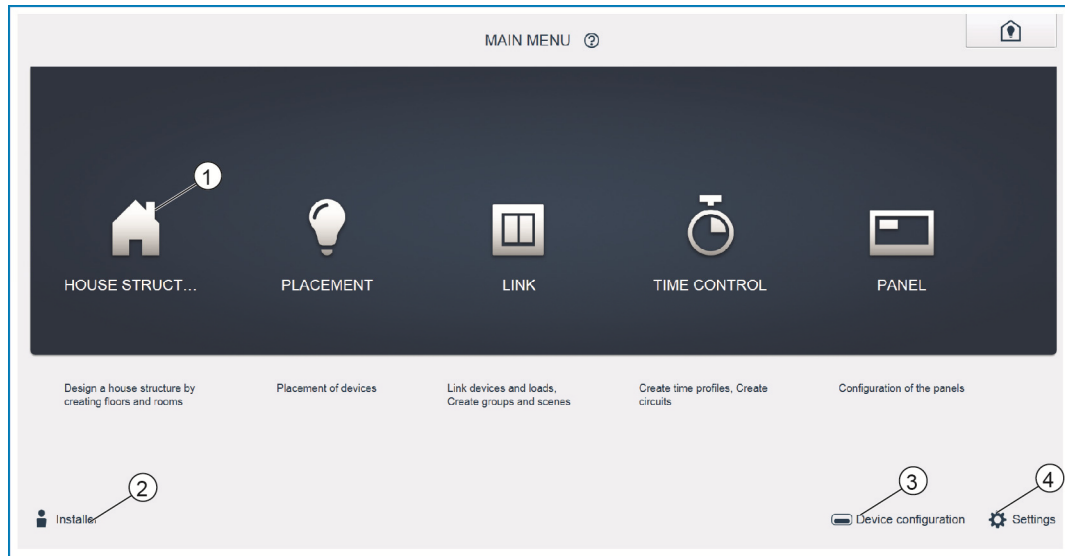 MAIN MENU ?
1
HOUSE STRUCT...
PLACEMENT
LINK
TIME CONTROL
PANEL
Design a house structure by
creating floors and rooms
Placement of devices
Link devices and loads,
Create groups and scenes
Create time profiles, Create
circuits
Configuration of the panels
2
3
4
Installer
Device configuration
Settings